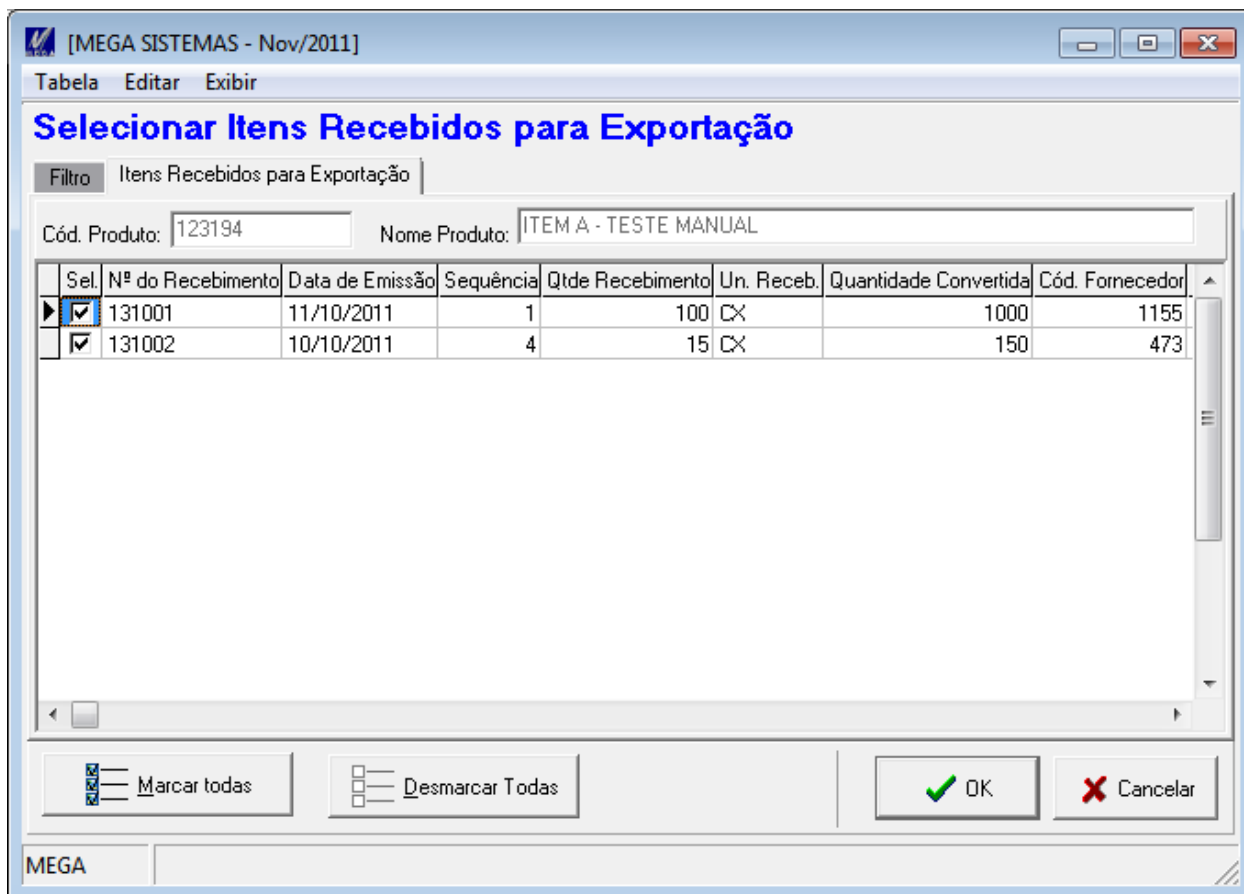 MEGA [MEGA SISTEMAS - Nov/2011]
Tabela Editar Exibir
Selecionar Itens Recebidos para Exportação
Filtro Itens Recebidos para Exportação
Cód. Produto: 123194 Nome Produto: ITEM A - TESTE MANUAL
Sel. Nº do Recebimento Data de Emissão Sequência Qtde Recebimento Un. Receb. Quantidade Convertida Cód. Fornecedor
131001 11/10/2011 1 100 CX 1000 1155
131002 10/10/2011 4 15 CX 150 473
Marcar todas Desmarcar Todas OK Cancelar
MEGA